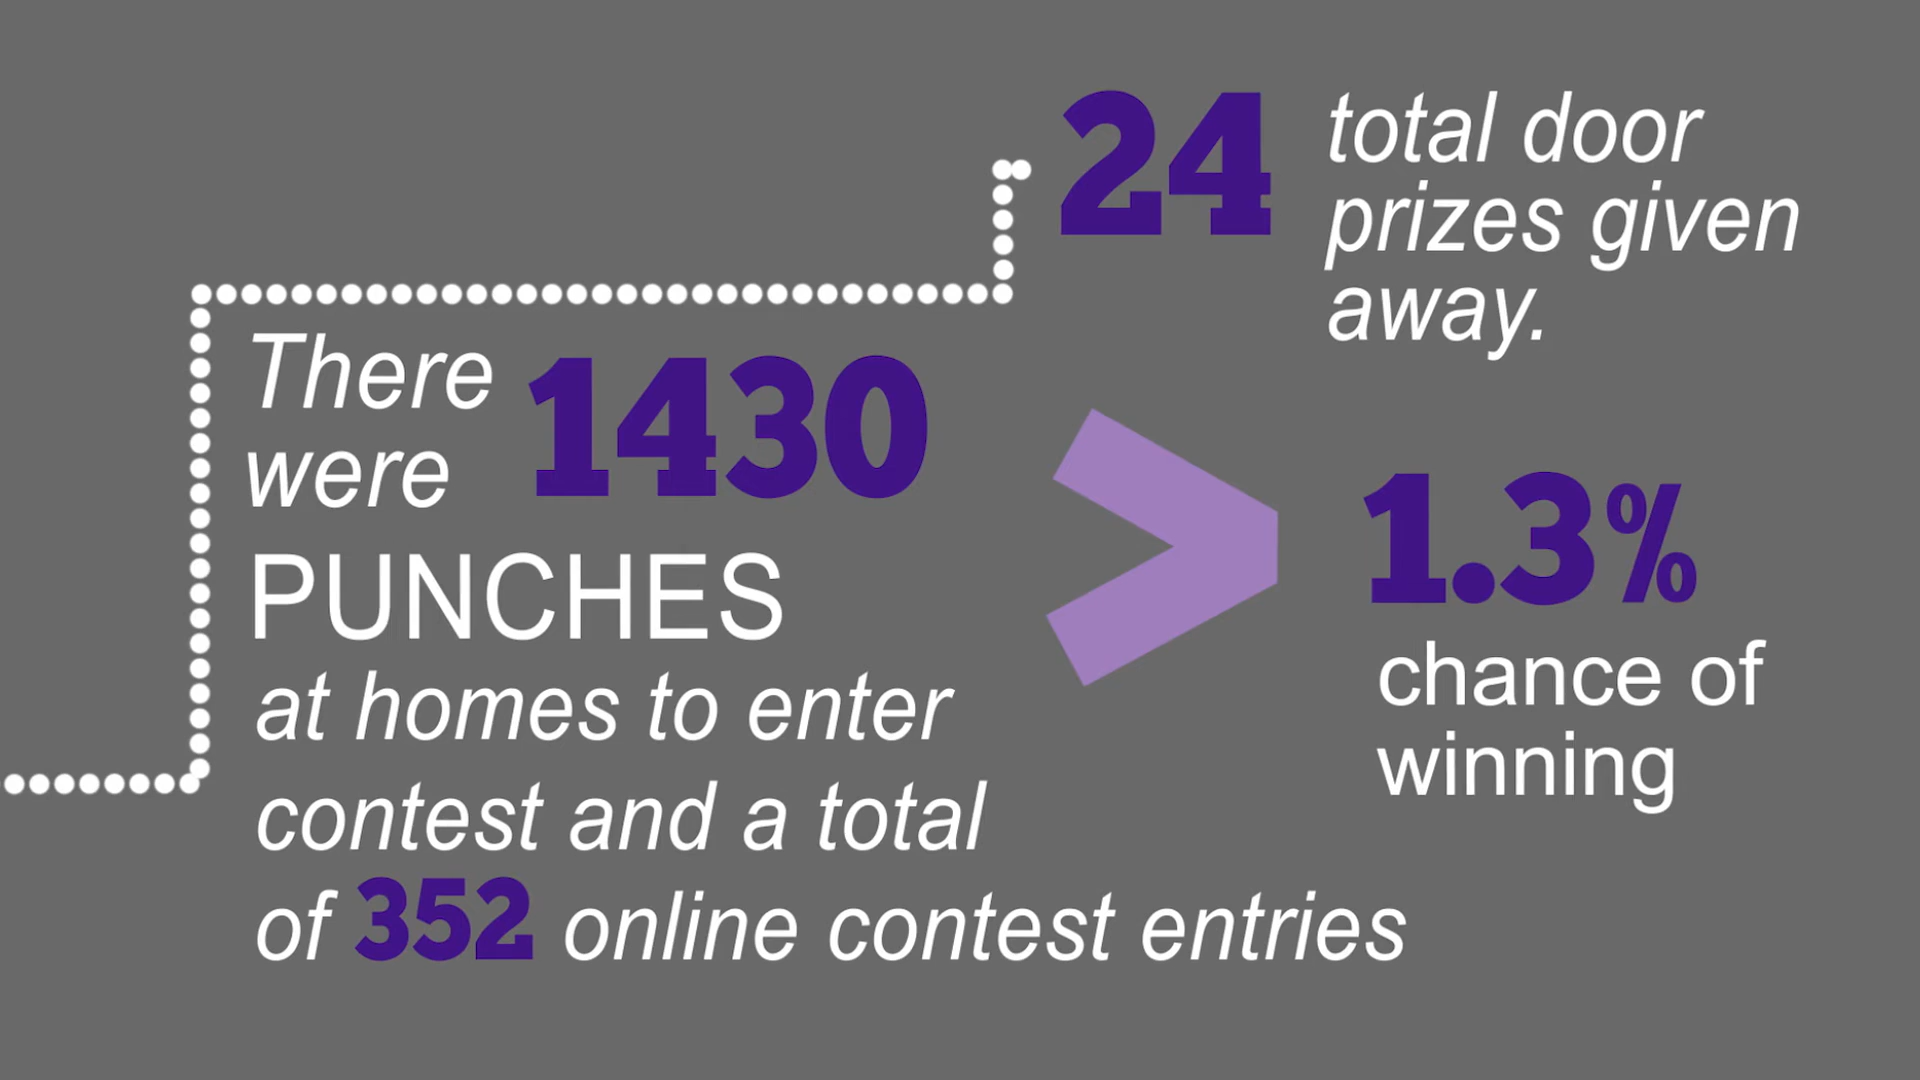 24 total door
prizes given
away.
There
were 1430
PUNCHES
at homes to enter
contest and a total
of 352 online contest entries
1.3%
chance of
winning